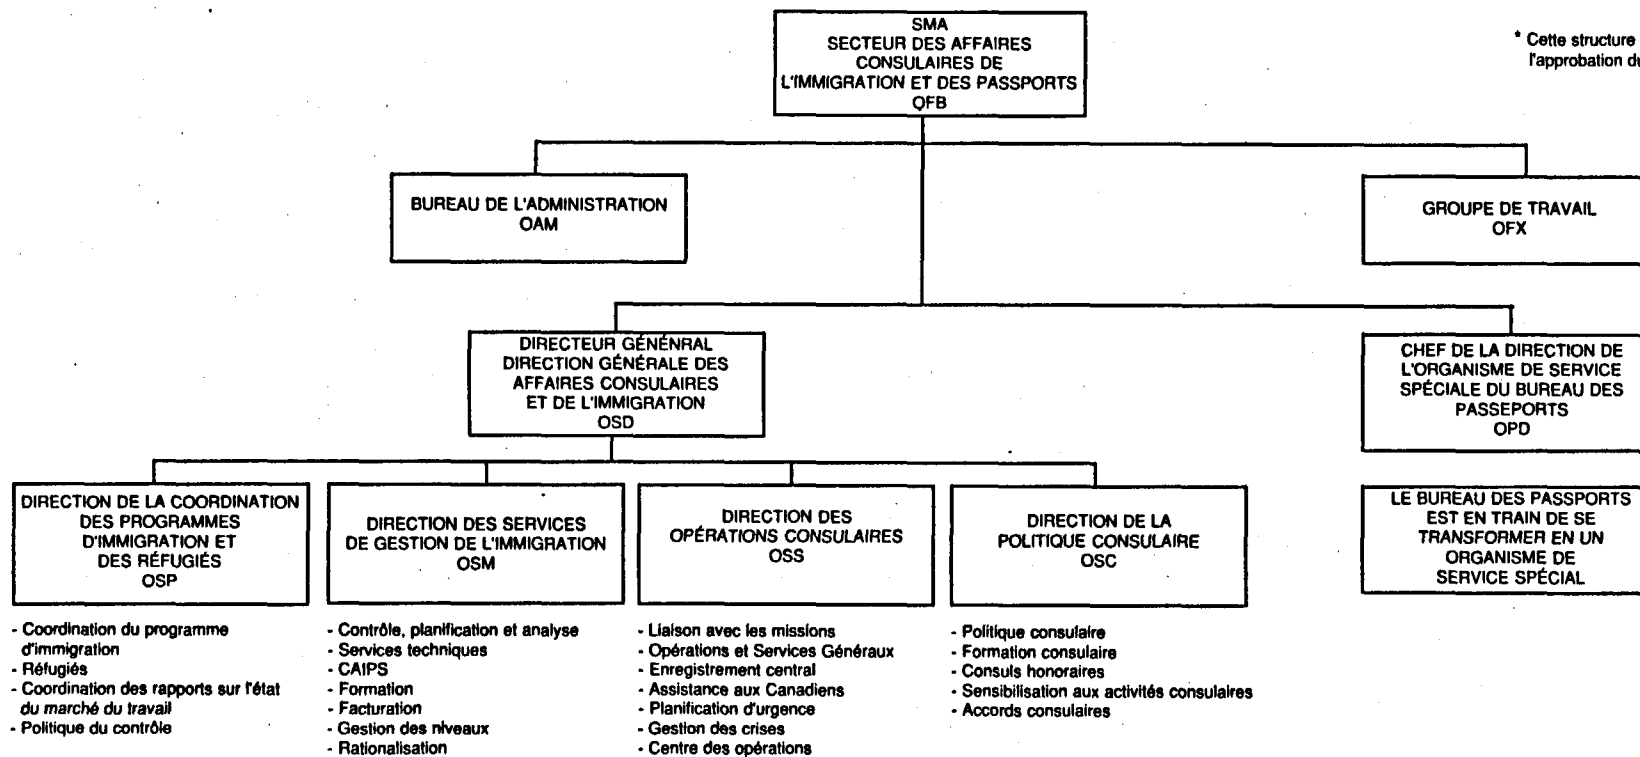 SMA
SECTEUR DES AFFAIRES
CONSULAIRES DE
L'IMMIGRATION ET DES PASSPORTS
OFB
* Cette structure
l'approbation du
BUREAU DE L'ADMINISTRATION
OAM
GROUPE DE TRAVAIL
OFX
DIRECTEUR GÉNÉNRAL
DIRECTION GÉNÉRALE DES
AFFAIRES CONSULAIRES
ET DE L'IMMIGRATION
OSD
CHEF DE LA DIRECTION DE
L'ORGANISME DE SERVICE
SPÉCIALE DU BUREAU DES
PASSEPORTS
OPD
DIRECTION DE LA COORDINATION
DES PROGRAMMES
D'IMMIGRATION ET
DES RÉFUGIÉS
OSP
DIRECTION DES SERVICES
DE GESTION DE L'IMMIGRATION
OSM
DIRECTION DES
OPÉRATIONS CONSULAIRES
OSS
DIRECTION DE LA
POLITIQUE CONSULAIRE
OSC
LE BUREAU DES PASSPORTS
EST EN TRAIN DE SE
TRANSFORMER EN UN
ORGANISME DE
SERVICE SPÉCIAL
- Coordination du programme
d'immigration
- Réfugiés
- Coordination des rapports sur l'état
du marché du travail
- Politique du contrôle
- Contrôle, planification et analyse
- Services techniques
- CAIPS
- Formation
- Facturation
- Gestion des niveaux
- Rationalisation
- Liaison avec les missions
- Opérations et Services Généraux
- Enregistrement central
- Assistance aux Canadiens
- Planification d'urgence
- Gestion des crises
- Centre des opérations
- Politique consulaire
- Formation consulaire
- Consuls honoraires
- Sensibilisation aux activités consulaires
- Accords consulaires